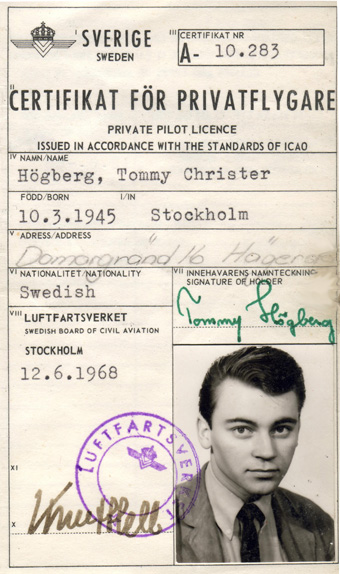 I SVERIGE
SWEDEN
III CERTIFIKAT NR
A- 10.283
II
CERTIFIKAT FÖR PRIVATFLYGARE
PRIVATE PILOT LICENCE
ISSUED IN ACCORDANCE WITH THE STANDARDS OF ICAO
IV NAMN/NAME
Högberg, Tommy Christer
FÖDD/BORN I/IN
10.3.1945 Stockholm
V ADRESS/ADDRESS
16
VI NATIONALITET/NATIONALITY
Swedish
VII INNEHAVARENS NAMNTECKNING
SIGNATURE OF HOLDER
Tommy Högberg
VIII LUFTFARTSVERKET
SWEDISH BOARD OF CIVIL AVIATION
STOCKHOLM
12.6.1968
LUFTFARTSVERKET
XI
X